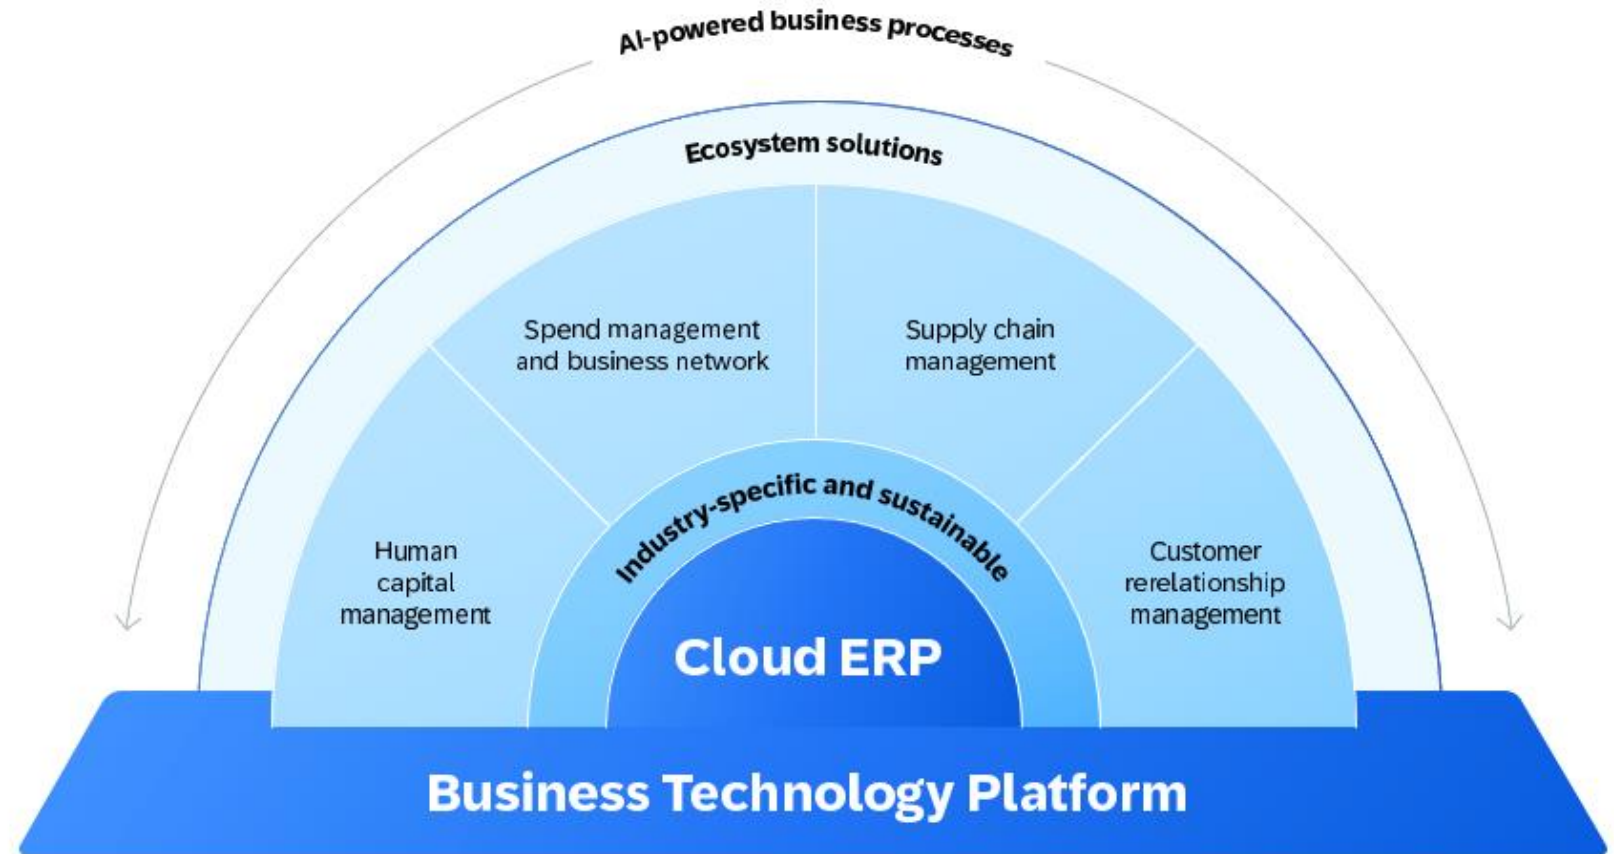 AI-powered business processes
Ecosystem solutions
Spend management
and business network
Supply chain
management
Industry-specific and sustainable
Human
capital
management
Customer
rerelationship
management
Cloud ERP
Business Technology Platform